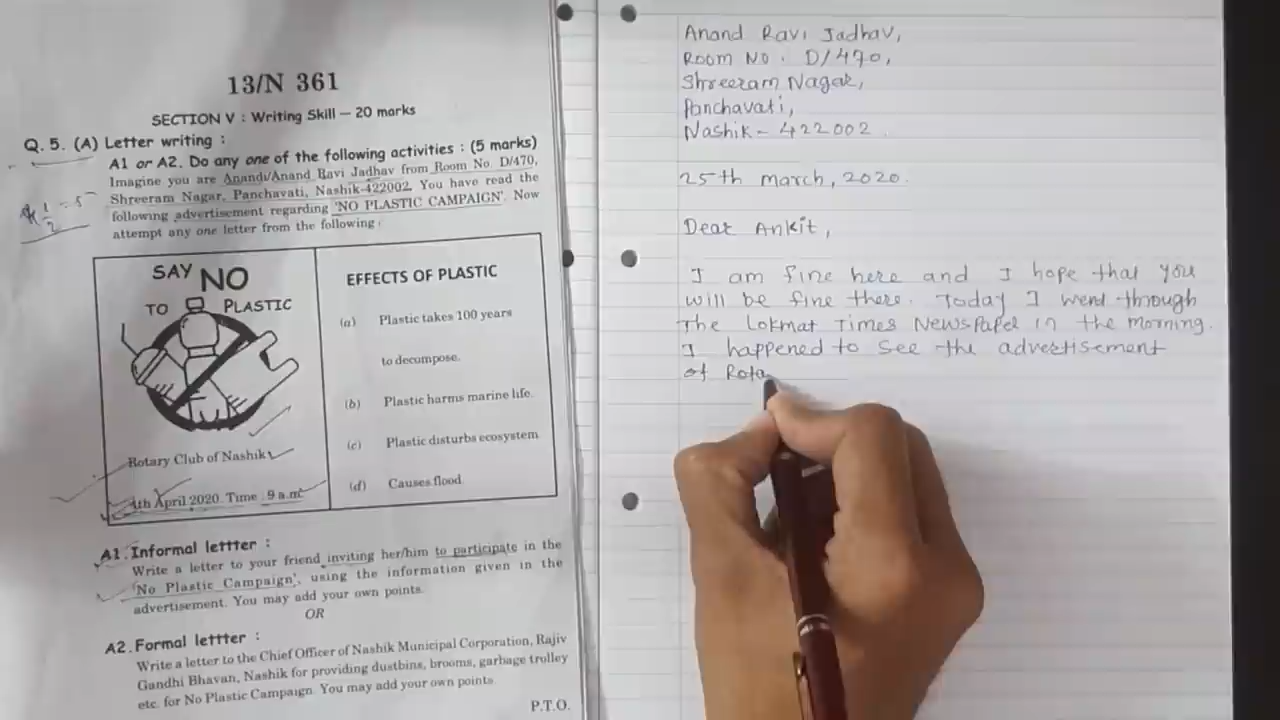 13/N 361
SECTION V : Writing Skill – 20 marks
Q. 5. (A) Letter writing :
A1 or A2. Do any one of the following activities : (5 marks)
Imagine you are Anandi/Anand Ravi Jadhav from Room No. D/470,
Shreeram Nagar, Panchavati, Nashik-422002. You have read the
following advertisement regarding 'NO PLASTIC CAMPAIGN'. Now
attempt any one letter from the following :
SAY NO
TO PLASTIC
Rotary Club of Nashik
4th April 2020. Time : 9 a.m.
EFFECTS OF PLASTIC
(a) Plastic takes 100 years
to decompose.
(b) Plastic harms marine life.
(c) Plastic disturbs ecosystem
(d) Causes flood.
A1. Informal lettter :
Write a letter to your friend inviting her/him to participate in the
'No Plastic Campaign', using the information given in the
advertisement. You may add your own points.
OR
A2. Formal lettter :
Write a letter to the Chief Officer of Nashik Municipal Corporation, Rajiv
Gandhi Bhavan, Nashik for providing dustbins, brooms, garbage trolley
etc. for No Plastic Campaign. You may add your own points.
P.T.O.
Anand Ravi Jadhav,
Room No. D/470,
Shreeram Nagar,
Panchavati,
Nashik - 422002.
25th march, 2020.
Dear Ankit,
I am fine here and I hope that you
will be fine there. Today I went through
The Lokmat Times Newspaper in the morning.
I happened to see the advertisement
of Rota